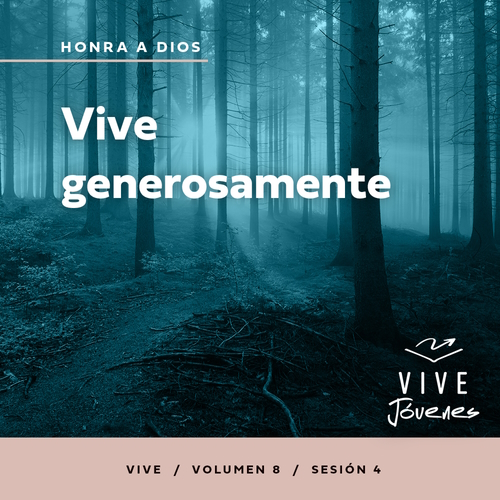 HONRA A DIOS
Vive
generosamente
VIVE
Jóvenes
VIVE / VOLUMEN 8 / SESIÓN 4